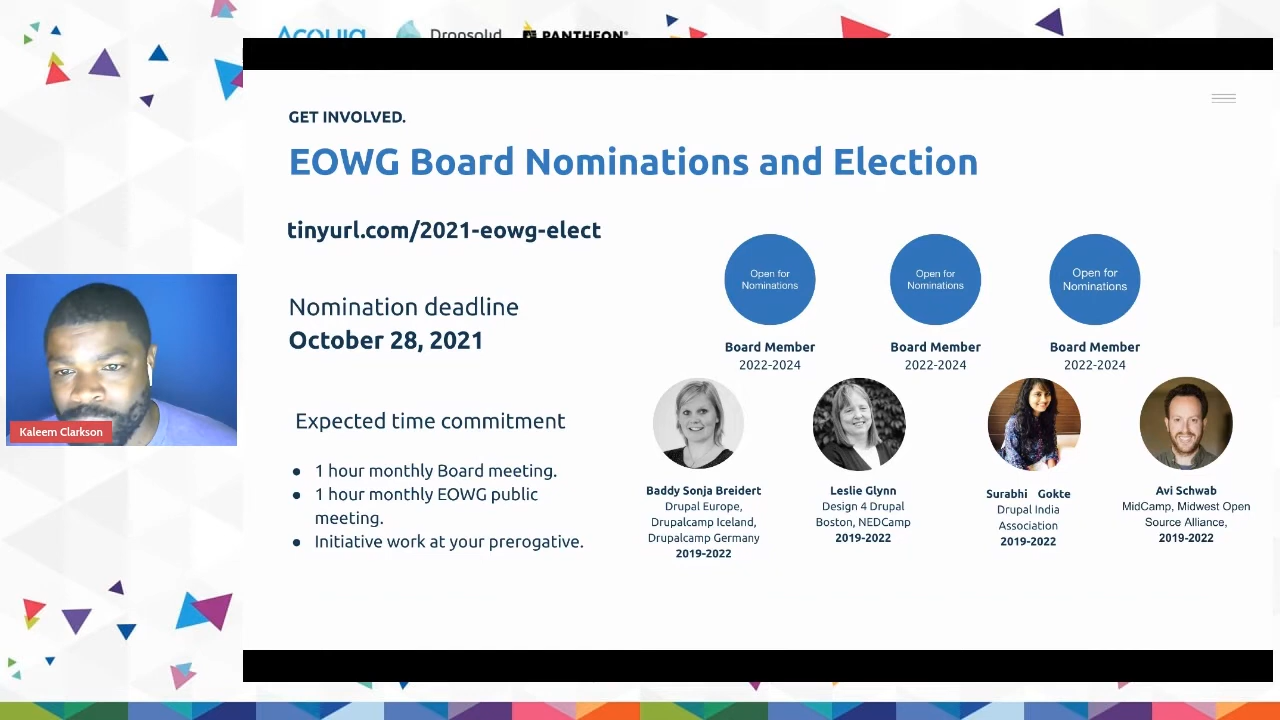 Acquia Dropsolid PANTHEON®
GET INVOLVED.
EOWG Board Nominations and Election
tinyurl.com/2021-eowg-elect
Nomination deadline
October 28, 2021
Expected time commitment
● 1 hour monthly Board meeting.
● 1 hour monthly EOWG public
meeting.
● Initiative work at your prerogative.
Open for
Nominations
Board Member
2022-2024
Open for
Nominations
Board Member
2022-2024
Open for
Nominations
Board Member
2022-2024
Baddy Sonja Breidert
Drupal Europe,
Drupalcamp Iceland,
Drupalcamp Germany
2019-2022
Leslie Glynn
Design 4 Drupal
Boston, NEDCamp
2019-2022
Surabhi Gokte
Drupal India
Association
2019-2022
Avi Schwab
MidCamp, Midwest Open
Source Alliance,
2019-2022
Kaleem Clarkson